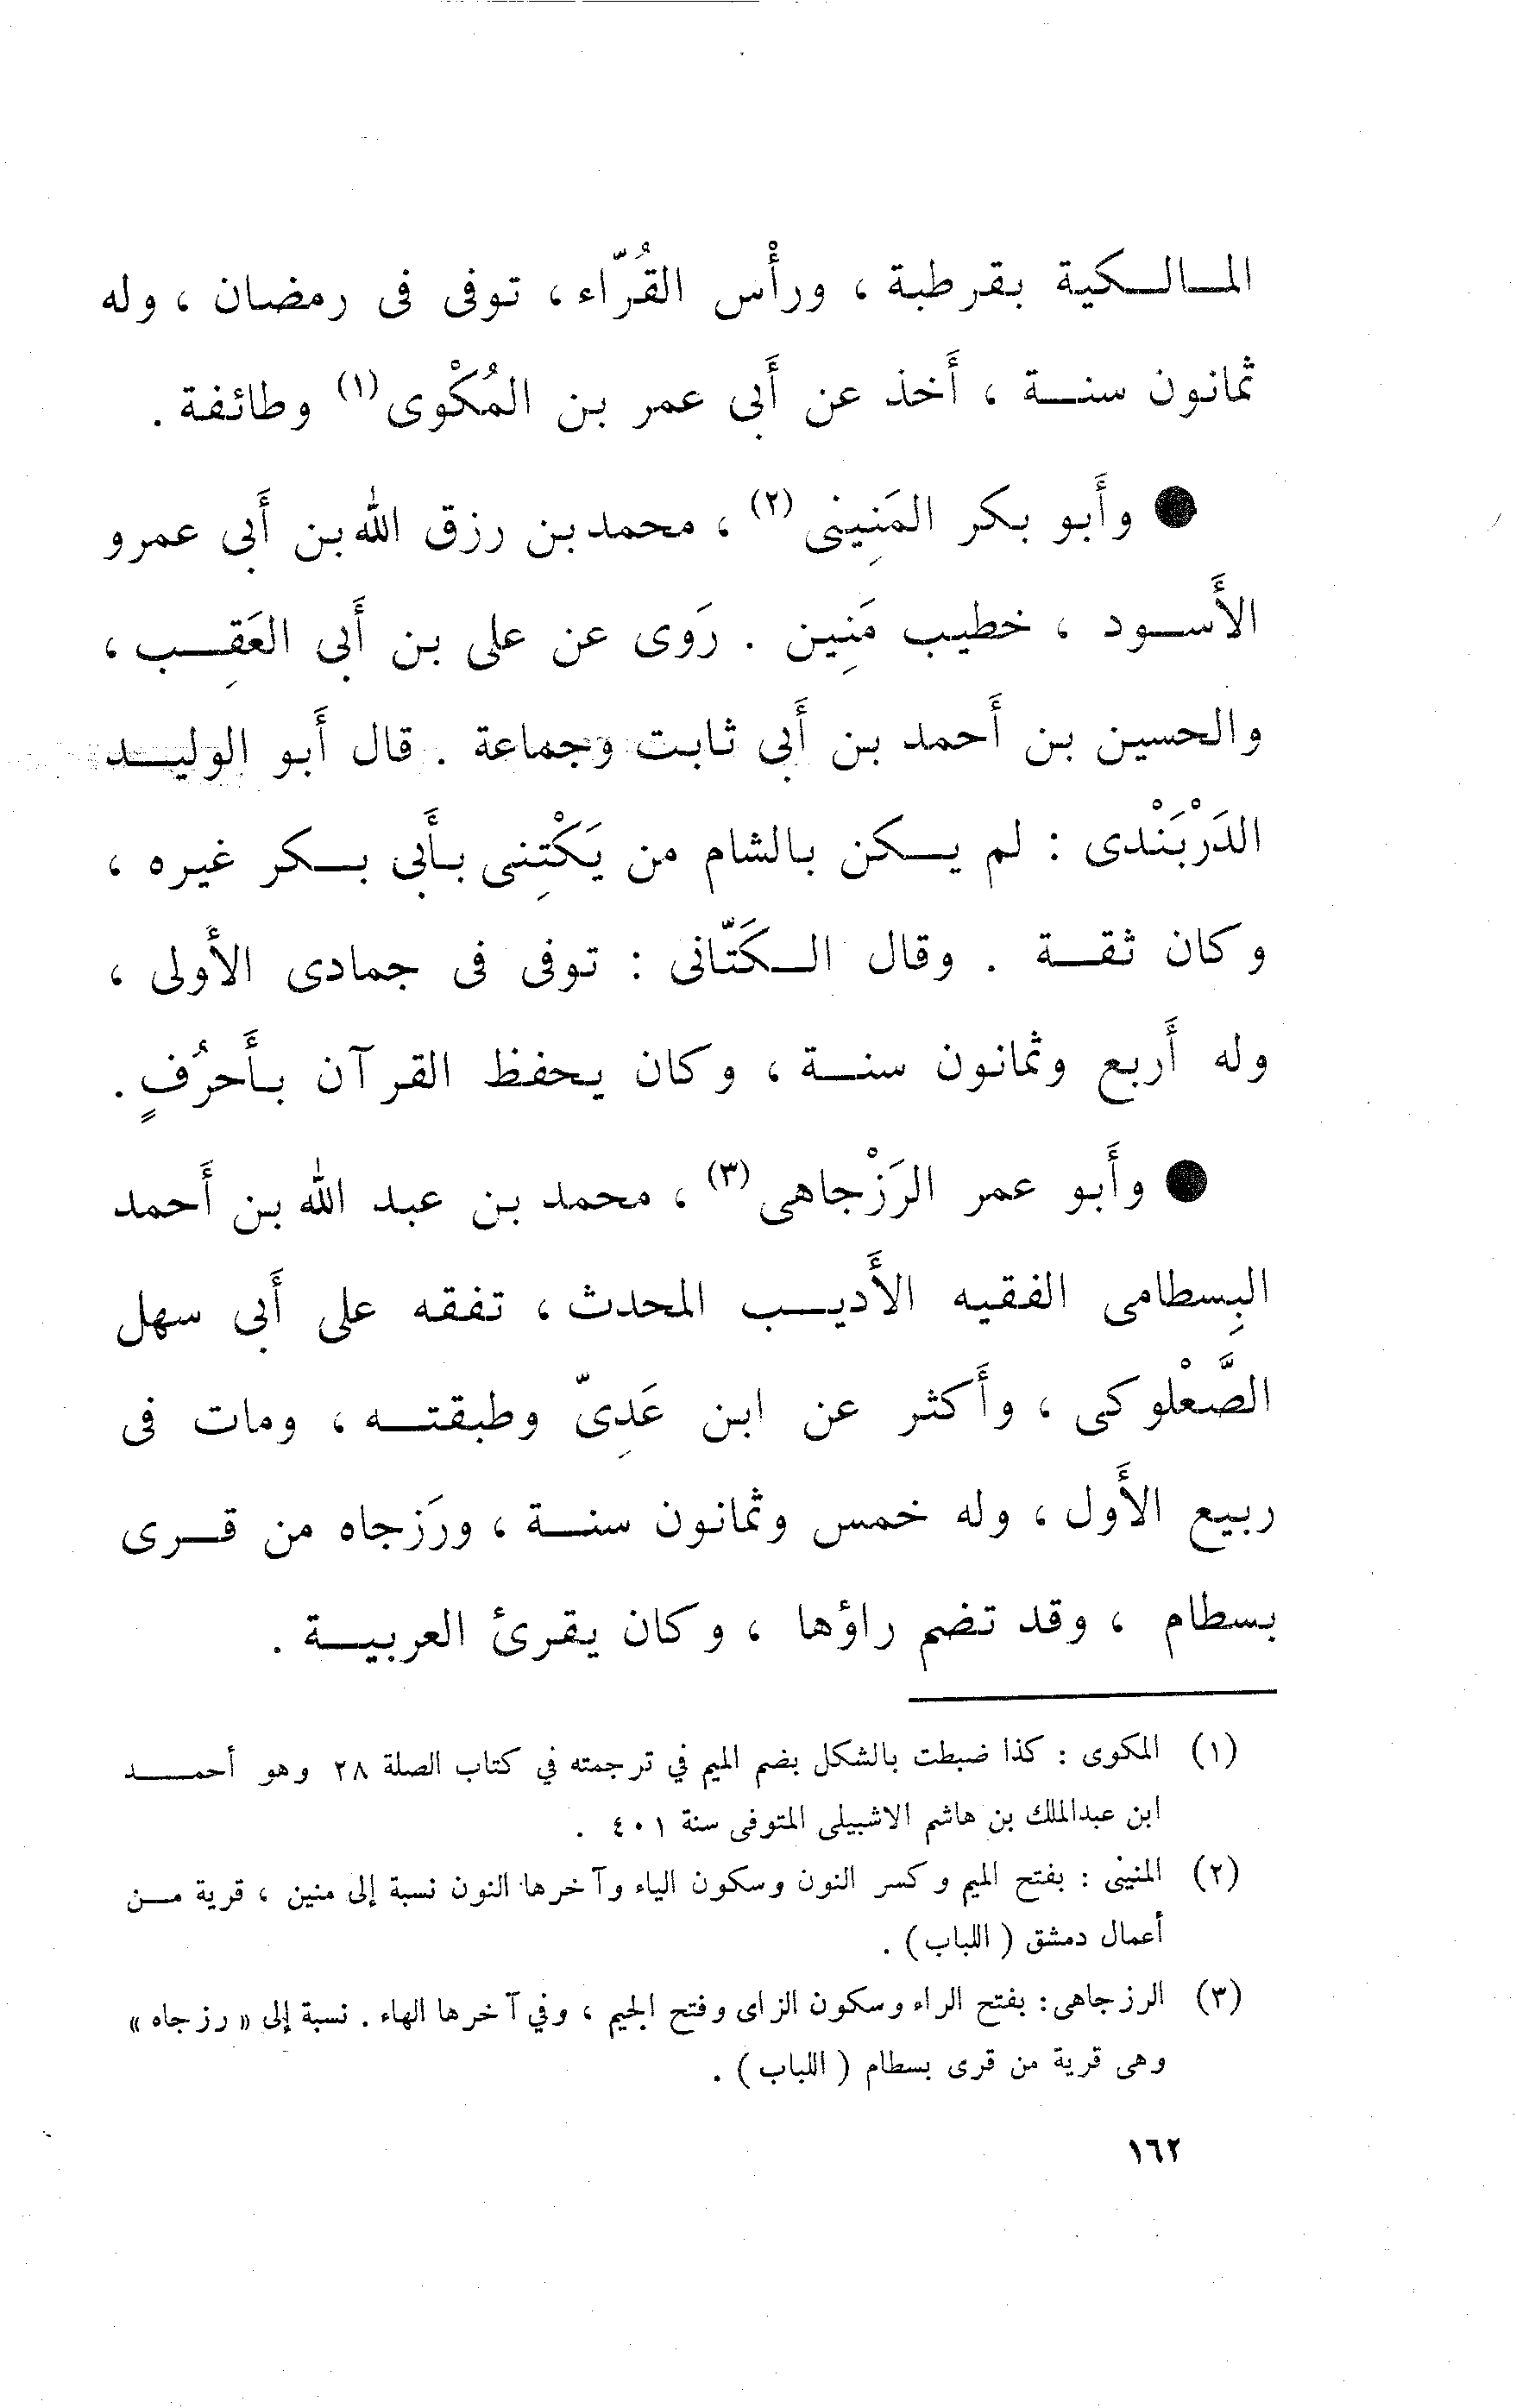 المالكية بقرطبة ، ورأْس القُرّاء ، توفى فى رمضان ، وله
ثمانون سنة ، أَخذ عن أَبى عمر بن المُكْوى (١) وطائفة .
● وأَبو بكر المَنِينى (٢) ، محمد بن رزق الله بن أَبى عمرو
الأَسود ، خطيب مَنِين . رَوى عن على بن أَبى العَقِب ،
والحسين بن أَحمد بن أَبى ثابت وجماعة . قال أَبو الوليد
الدَرْبَنْدى : لم يكن بالشام من يَكْتِنى بأَبى بكر غيره ،
وكان ثقة . وقال الكَتّانى : توفى فى جمادى الأَولى ،
وله أَربع وثمانون سنة ، وكان يحفظ القرآن بأَحرُفٍ .
● وأَبو عمر الرَزْجاهى (٣) ، محمد بن عبد الله بن أَحمد
البِسطامى الفقيه الأَديب المحدث ، تفقه على أَبى سهل
الصَّعْلوكى ، وأَكثر عن ابن عَدِىّ وطبقته ، ومات فى
ربيع الأَول ، وله خمس وثمانون سنة ، ورَزجاه من قرى
بسطام ، وقد تضم راؤها ، وكان يقرئ العربية .
(١) المكوى : كذا ضبطت بالشكل بضم الميم في ترجمته في كتاب الصلة ٢٨ وهو أحمد
ابن عبدالملك بن هاشم الاشبيلى المتوفى سنة ٤٠١ .
(٢) المنينى : بفتح الميم وكسر النون وسكون الياء وآخرها النون نسبة إلى منين ، قرية من
أعمال دمشق ( اللباب ) .
(٣) الرزجاهى : بفتح الراء وسكون الزاى وفتح الجيم ، وفي آخرها الهاء . نسبة إلى « رزجاه »
وهى قرية من قرى بسطام ( اللباب ) .
١٦٢